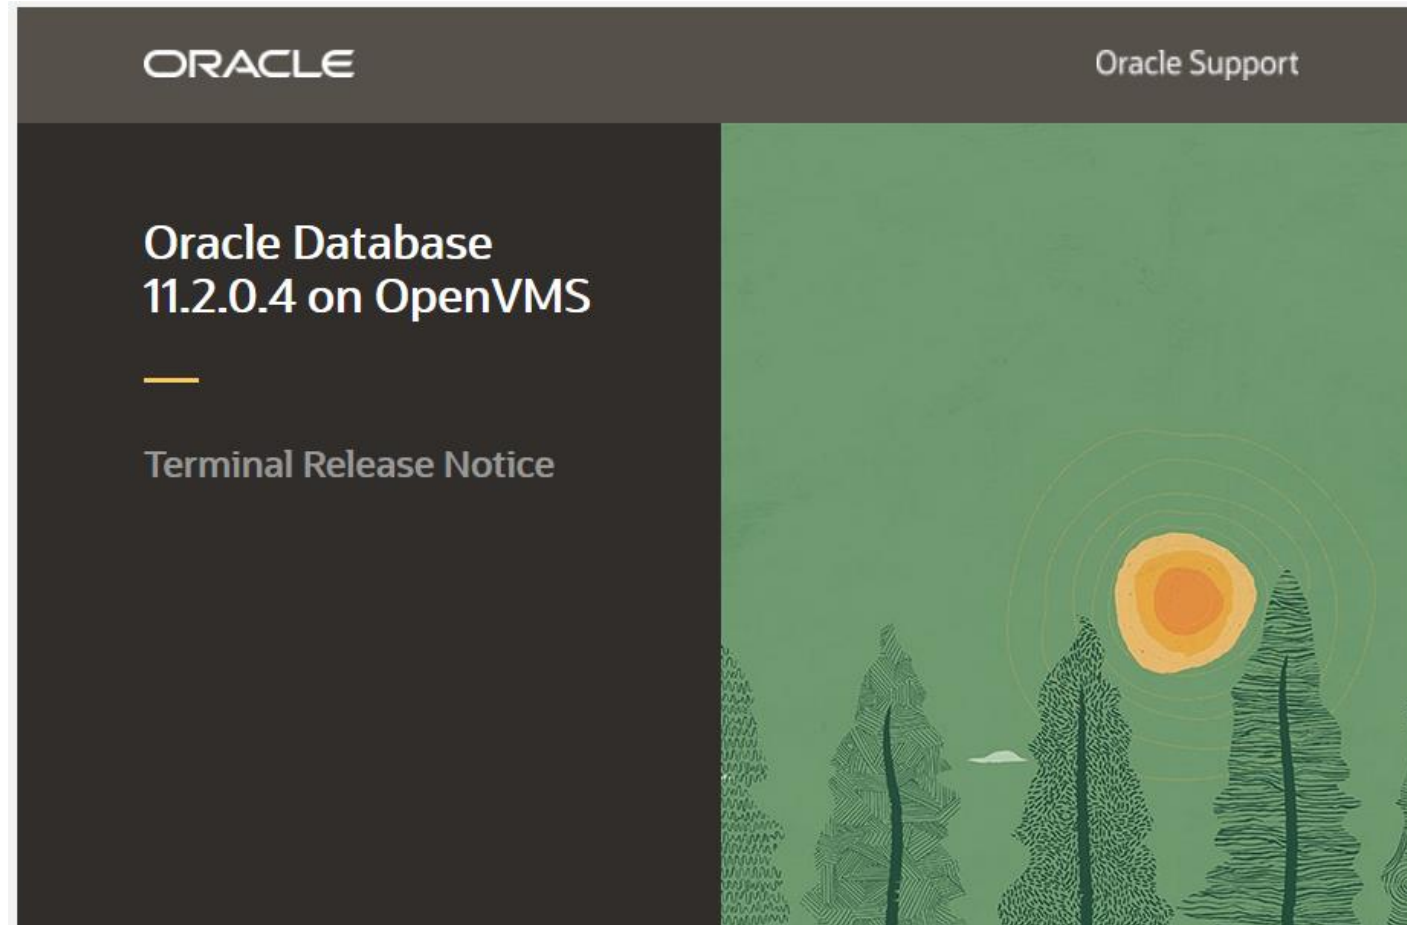 ORACLE
Oracle Support
Oracle Database
11.2.0.4 on OpenVMS
Terminal Release Notice